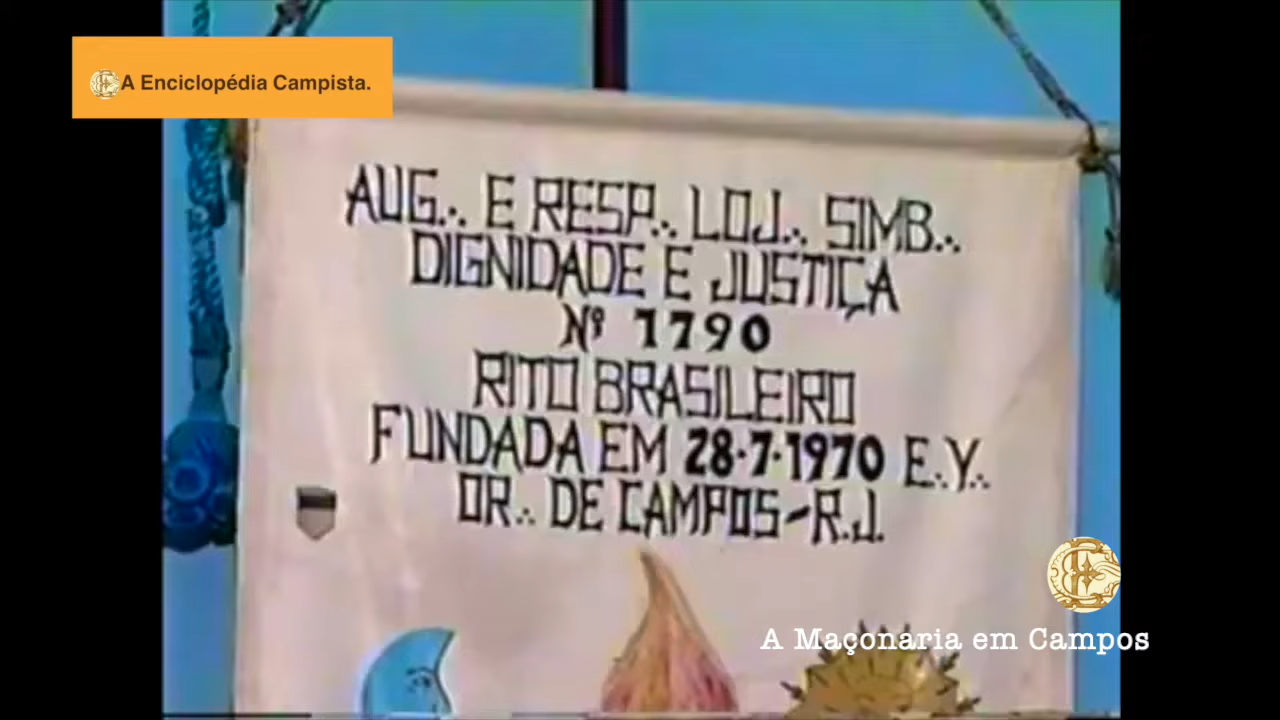 A Enciclopédia Campista.
AUG∴ E RESP∴ LOJ∴ SIMB∴
DIGNIDADE E JUSTIÇA
Nº 1790
RITO BRASILEIRO
FUNDADA EM 28·7·1970 E∴V∴
OR∴ DE CAMPOS-R.J.
A Maçonaria em Campos